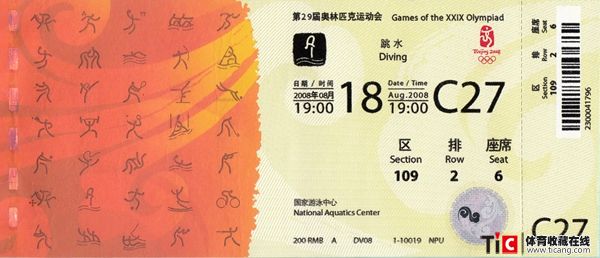 第29届奥林匹克运动会 Games of the XXIX Olympiad
跳水
Diving
Beijing 2008
日期 / 时间 Date / Time
2008年08月 18 Aug.2008
19:00 19:00
C27
区 排 座席
Section Row Seat
109 2 6
国家游泳中心
National Aquatics Center
200 RMB A DV08 1-10019 NPU
座席 Seat 6
排 Row 2
区 Section 109
2300041796
C27
TiC 体育收藏在线
www.ticang.com